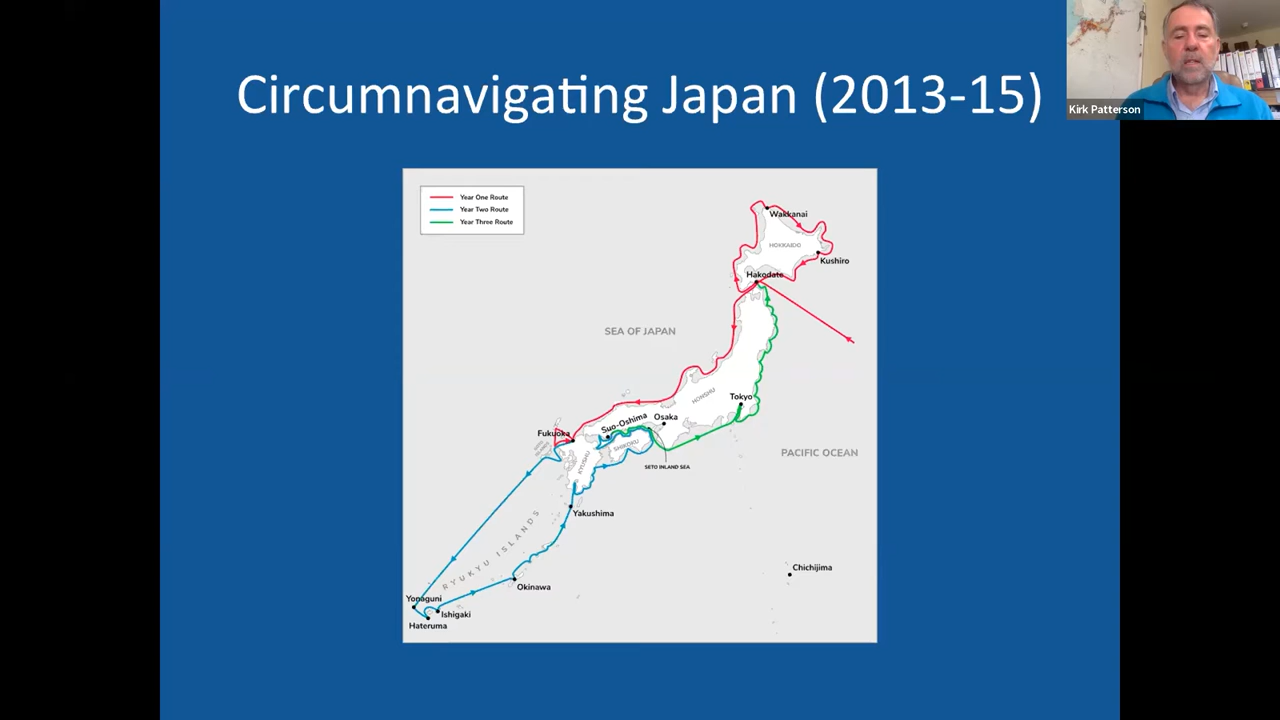 Circumnavigating Japan (2013-15)
Kirk Patterson
Year One Route
Year Two Route
Year Three Route
Wakkanai
HOKKAIDO
Kushiro
Hakodate
SEA OF JAPAN
HONSHU
Tokyo
Osaka
Suo-Oshima
Fukuoka
SHIKOKU
KYUSHU
PACIFIC OCEAN
SETO INLAND SEA
Yakushima
RYUKYU ISLANDS
Chichijima
Okinawa
Yonaguni
Ishigaki
Hateruma